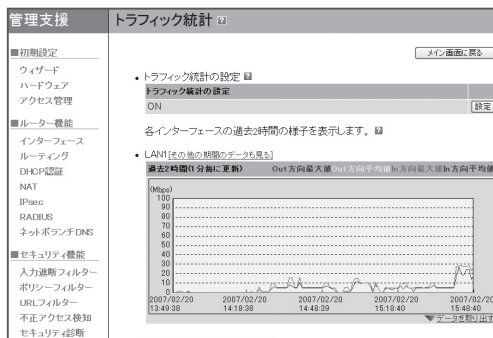 管理支援
トラフィック統計
メイン画面に戻る
■初期設定
ウィザード
ハードウェア
アクセス管理
■ルーター機能
インターフェース
ルーティング
DHCP認証
NAT
IPsec
RADIUS
ネットボランチDNS
■セキュリティ機能
入力遮断フィルター
ポリシーフィルター
URLフィルター
不正アクセス検知
セキュリティ診断
• トラフィック統計の設定
トラフィック統計の設定
ON
設定
各インターフェースの過去2時間の様子を表示します。
• LAN1[その他の期間のデータも見る]
過去2時間(1分毎に更新) Out方向最大値 Out方向平均値 In方向最大値 In方向平均値
(Mbps)
100
90
80
70
60
50
40
30
20
10
0
2007/02/20 2007/02/20 2007/02/20 2007/02/20 2007/02/20
13:49:38 14:18:38 14:48:39 15:18:40 15:48:40
▼データを取り出す